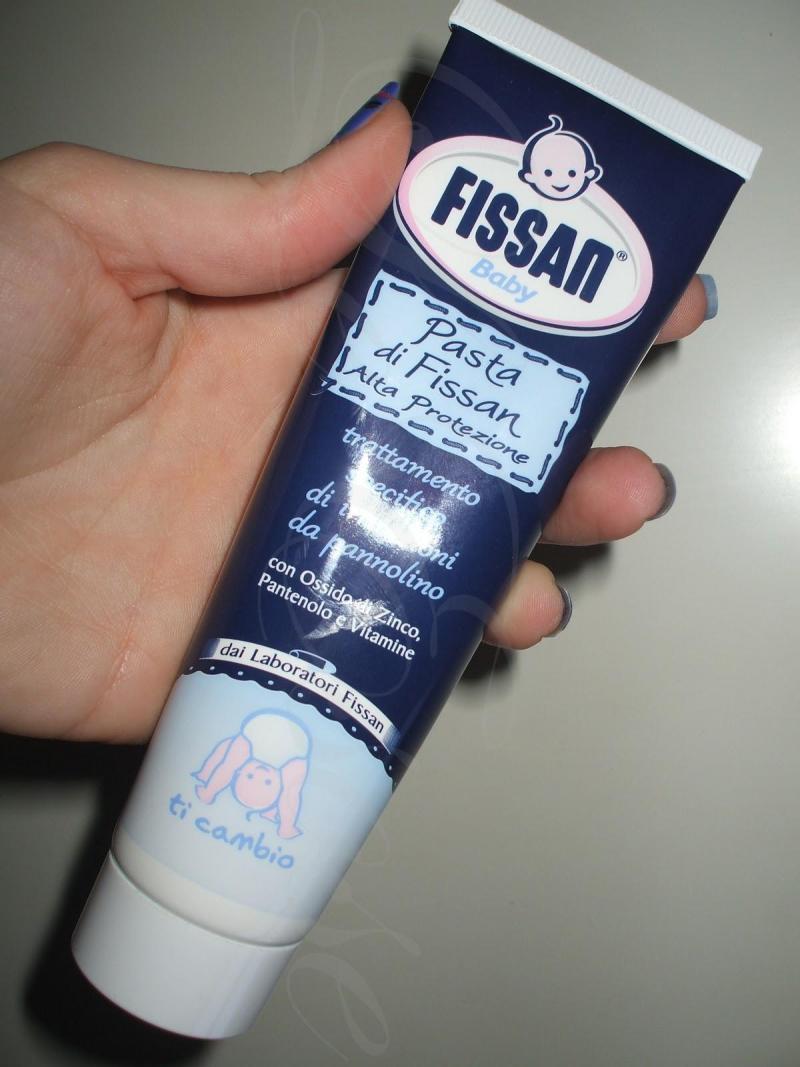 FISSAN®
Baby
Pasta
di Fissan
Alta Protezione
trattamento
specifico
di
da pannolino
con Ossido di Zinco,
Pantenolo e Vitamine
dai Laboratori Fissan
ti cambio